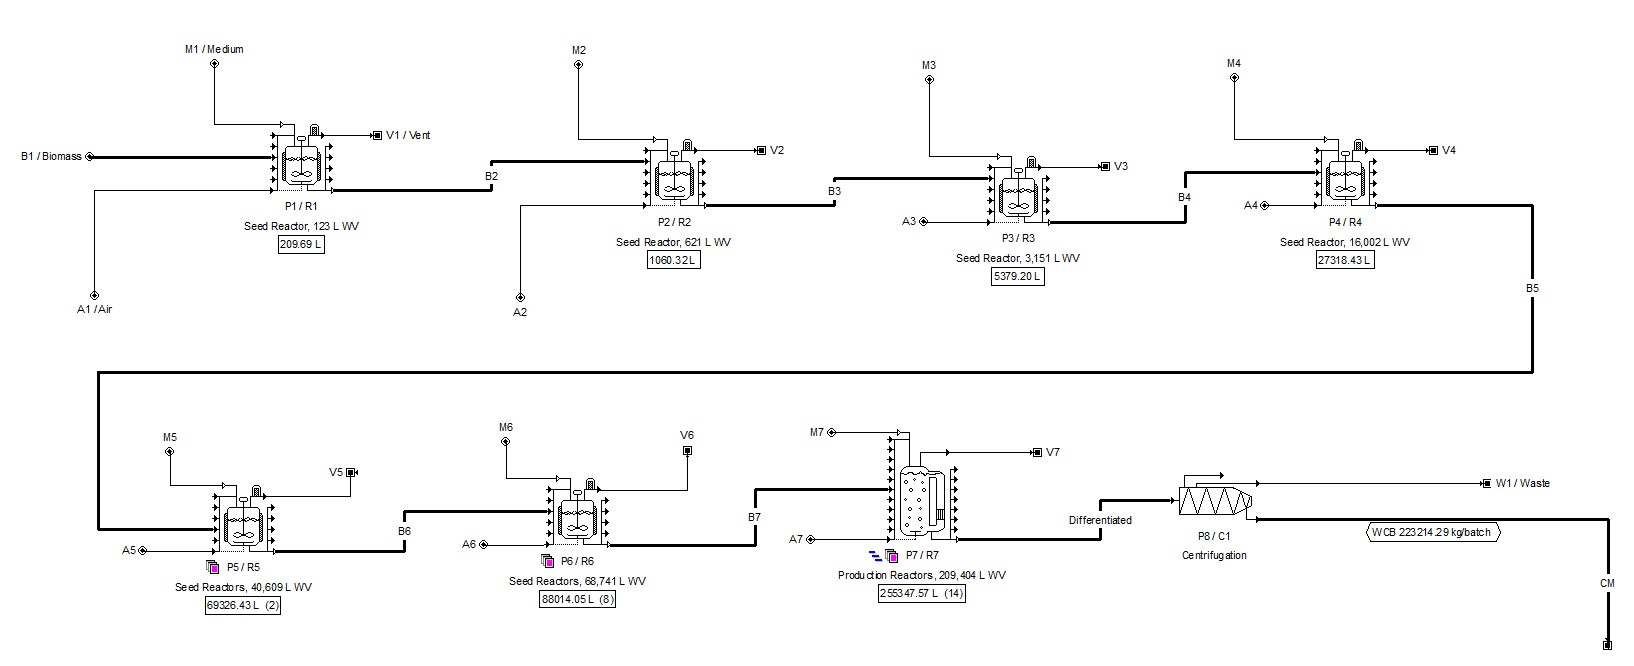 M1 / Medium
V1 / Vent
B1 / Biomass
P1 / R1
Seed Reactor, 123 L WV
209.69 L
A1 / Air
B2
M2
V2
P2 / R2
Seed Reactor, 621 L WV
1060.32 L
A2
B3
M3
V3
A3
P3 / R3
Seed Reactor, 3,151 L WV
5379.20 L
B4
M4
V4
A4
P4 / R4
Seed Reactor, 16,002 L WV
27318.43 L
B5
M5
V5
A5
P5 / R5
Seed Reactors, 40,609 L WV
69326.43 L (2)
B6
M6
V6
A6
P6 / R6
Seed Reactors, 68,741 L WV
88014.05 L (8)
B7
M7
V7
A7
P7 / R7
Production Reactors, 209,404 L WV
255347.57 L (14)
Differentiated
P8 / C1
Centrifugation
W1 / Waste
WCB 223214.29 kg/batch
CM